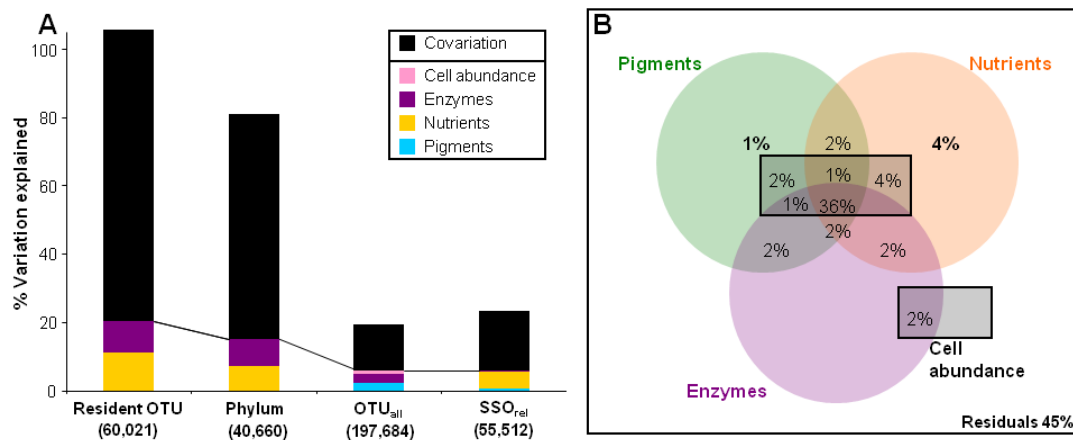 A
% Variation explained
100
80
60
40
20
0
Covariation
Cell abundance
Enzymes
Nutrients
Pigments
Resident OTU
(60,021)
Phylum
(40,660)
OTUall
(197,684)
SSOrel
(55,512)
B
Pigments
Nutrients
1%
2%
4%
2%
1%
4%
1%
36%
2%
2%
2%
2%
Cell
abundance
Enzymes
Residuals 45%